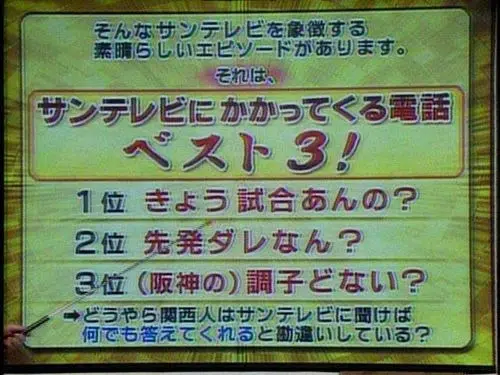 そんなサンテレビを象徴する
素晴らしいエピソードがあります。
それは、
サンテレビにかかってくる電話
ベスト3!
1位 きょう試合あんの?
2位 先発ダレなん?
3位 (阪神の)調子どない?
➡どうやら関西人はサンテレビに聞けば
何でも答えてくれると勘違いしている?